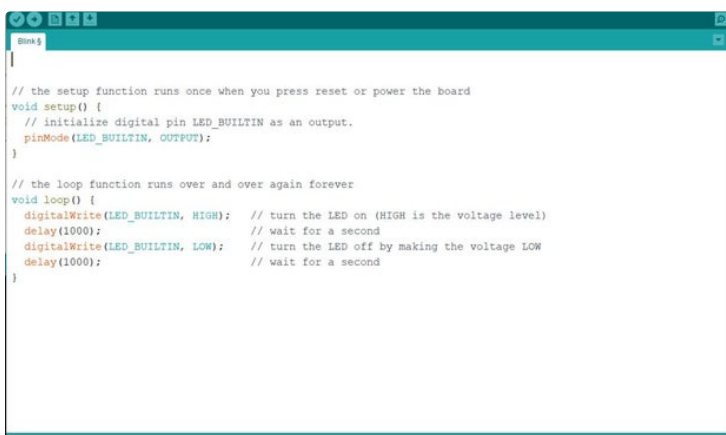 Blink §
// the setup function runs once when you press reset or power the board
void setup() {
  // initialize digital pin LED_BUILTIN as an output.
  pinMode(LED_BUILTIN, OUTPUT);
}
// the loop function runs over and over again forever
void loop() {
  digitalWrite(LED_BUILTIN, HIGH);   // turn the LED on (HIGH is the voltage level)
  delay(1000);                       // wait for a second
  digitalWrite(LED_BUILTIN, LOW);    // turn the LED off by making the voltage LOW
  delay(1000);                       // wait for a second
}